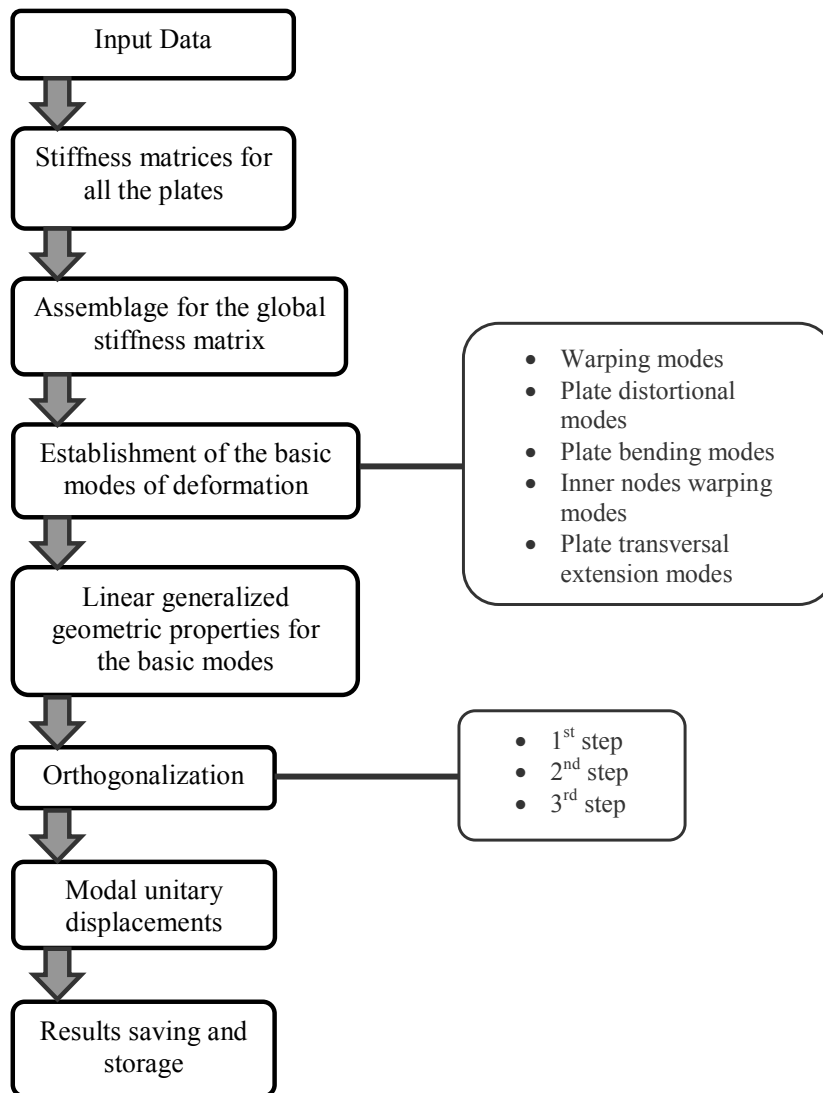 Input Data
Stiffness matrices for
all the plates
Assemblage for the global
stiffness matrix
Establishment of the basic
modes of deformation
• Warping modes
• Plate distortional
modes
• Plate bending modes
• Inner nodes warping
modes
• Plate transversal
extension modes
Linear generalized
geometric properties for
the basic modes
Orthogonalization
• 1st step
• 2nd step
• 3rd step
Modal unitary
displacements
Results saving and
storage